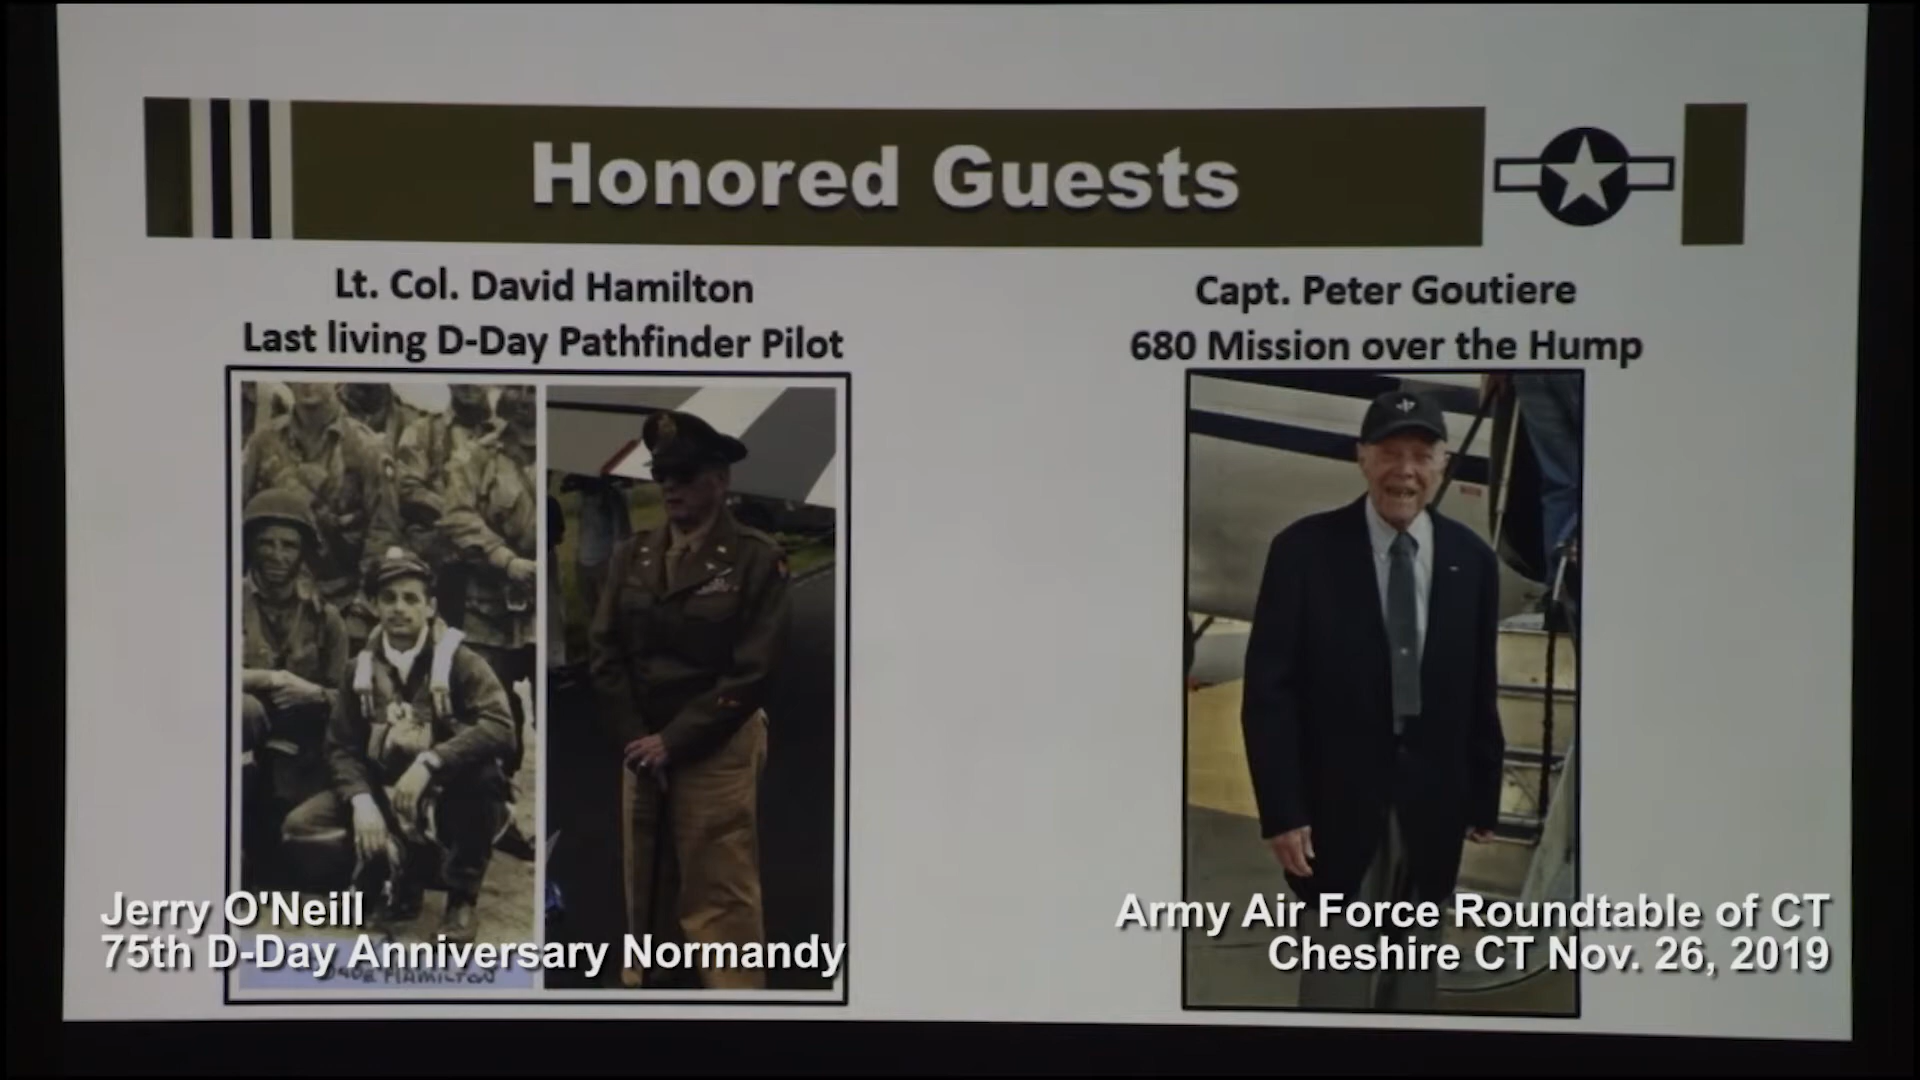 Honored Guests
Lt. Col. David Hamilton
Last living D-Day Pathfinder Pilot
Capt. Peter Goutiere
680 Mission over the Hump
Jerry O'Neill
75th D-Day Anniversary Normandy
Army Air Force Roundtable of CT
Cheshire CT Nov. 26, 2019
HAMILTON